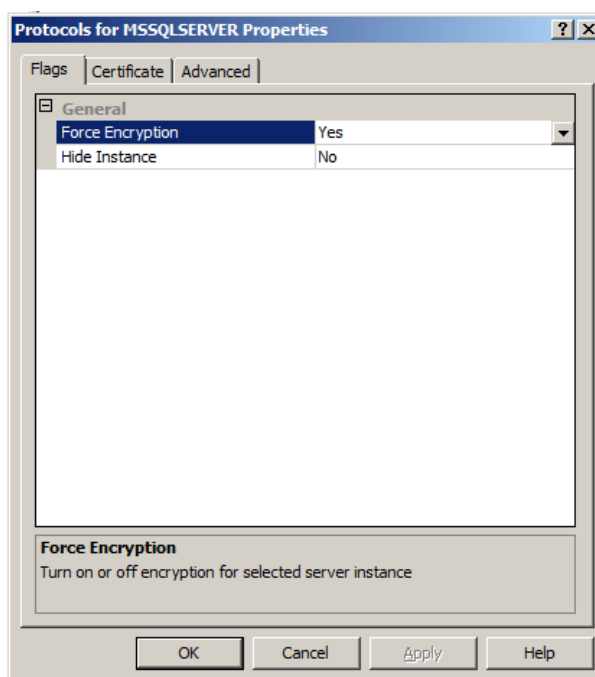 Protocols for MSSQLSERVER Properties ? X
Flags Certificate Advanced
General
Force Encryption Yes
Hide Instance No
Force Encryption
Turn on or off encryption for selected server instance
OK Cancel Apply Help